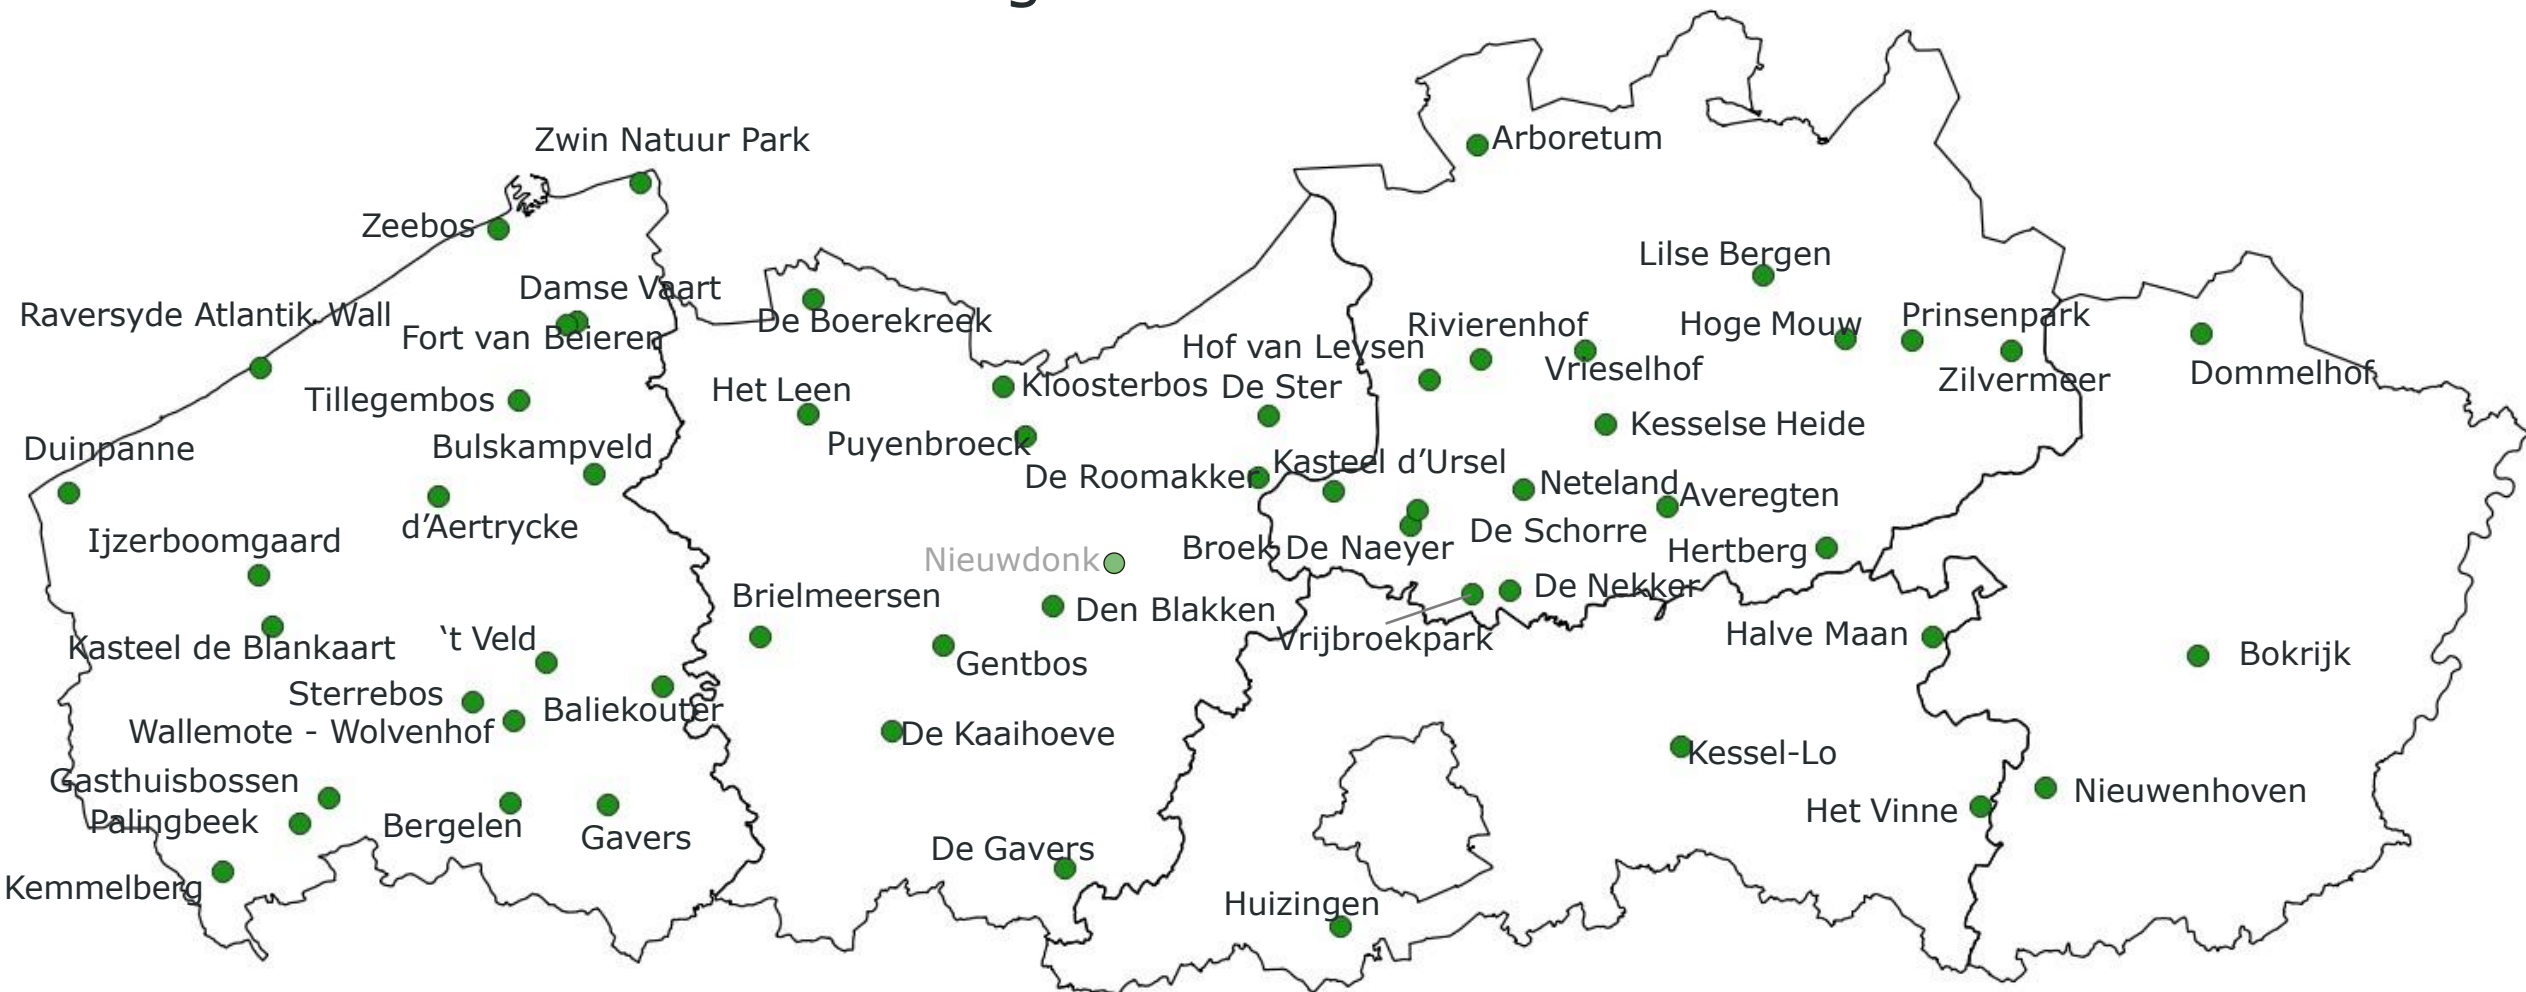 g
Zwin Natuur Park
Arboretum
Zeebos
Lilse Bergen
Damse Vaart
Raversyde Atlantik Wall
De Boerekreek
Prinsenpark
Fort van Beieren
Hof van Leysen
Rivierenhof
Hoge Mouw
Vrieselhof
Zilvermeer
Dommelhof
Tillegembos
Het Leen
Kloosterbos
De Ster
Kesselse Heide
Duinpanne
Bulskampveld
Puyenbroeck
De Roomakker
Kasteel d’Ursel
Neteland
Averegten
Ijzerboomgaard
d’Aertrycke
De Schorre
Nieuwdonk
Broek De Naeyer
Hertberg
Brielmeersen
Den Blakken
De Nekker
Kasteel de Blankaart
‘t Veld
Vrijbroekpark
Halve Maan
Bokrijk
Gentbos
Sterrebos
Baliekouter
Wallemote - Wolvenhof
De Kaaihoeve
Kessel-Lo
Gasthuisbossen
Nieuwenhoven
Palingbeek
Bergelen
Gavers
Het Vinne
De Gavers
Kemmelberg
Huizingen